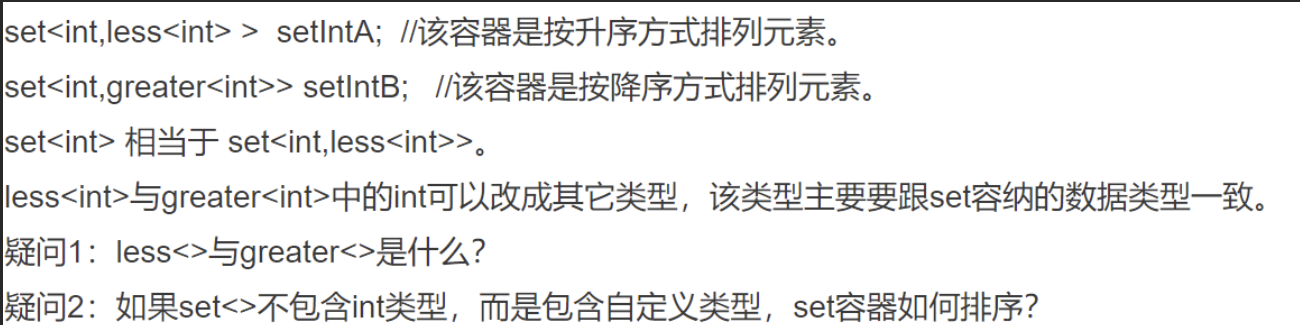 set<int,less<int> >  setIntA;  //该容器是按升序方式排列元素。
set<int,greater<int>> setIntB;   //该容器是按降序方式排列元素。
set<int> 相当于 set<int,less<int>>。
less<int>与greater<int>中的int可以改成其它类型，该类型主要要跟set容纳的数据类型一致。
疑问1：less<>与greater<>是什么？
疑问2：如果set<>不包含int类型，而是包含自定义类型，set容器如何排序？